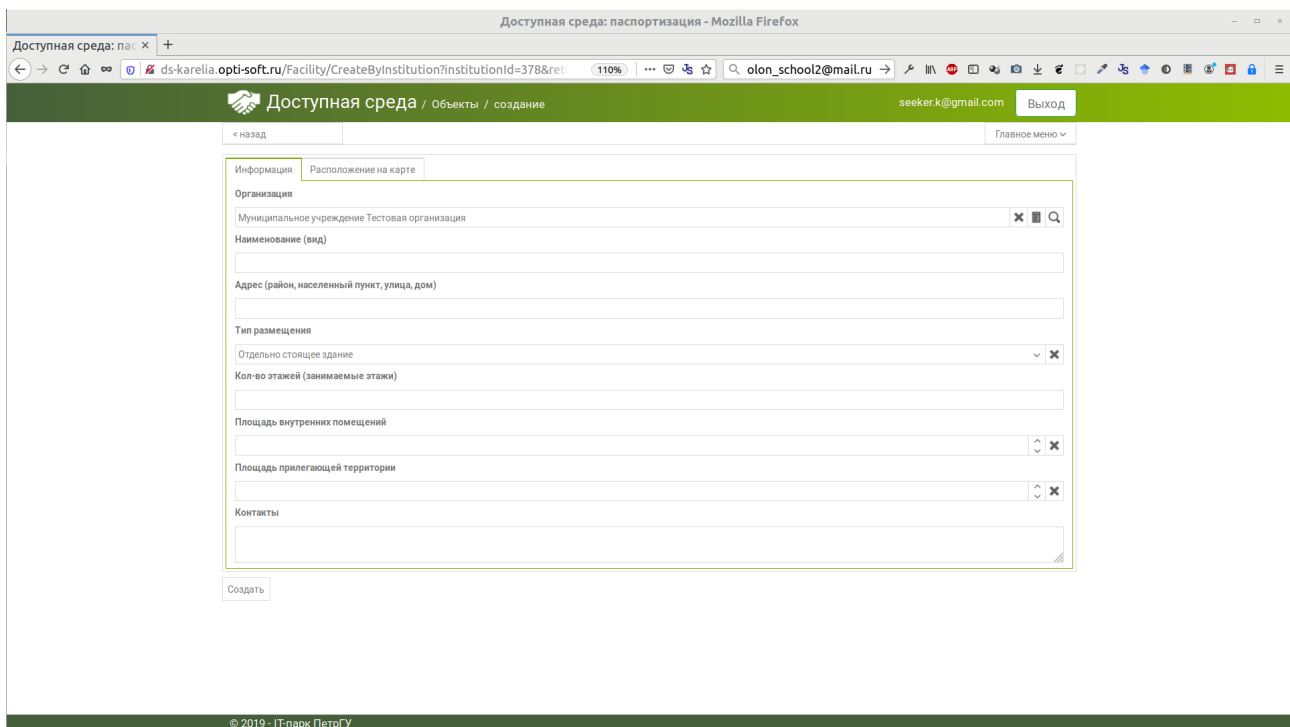 Доступная среда: паспортизация - Mozilla Firefox
Доступная среда: пас
ds-karelia.opti-soft.ru/Facility/CreateByInstitution?institutionId=378&ret 110% olon_school2@mail.ru
Доступная среда / Объекты / создание seeker.k@gmail.com Выход
< назад Главное меню
Информация Расположение на карте
Организация
Муниципальное учреждение Тестовая организация
Наименование (вид)
Адрес (район, населенный пункт, улица, дом)
Тип размещения
Отдельно стоящее здание
Кол-во этажей (занимаемые этажи)
Площадь внутренних помещений
Площадь прилегающей территории
Контакты
Создать
© 2019 - IT-парк ПетрГУ